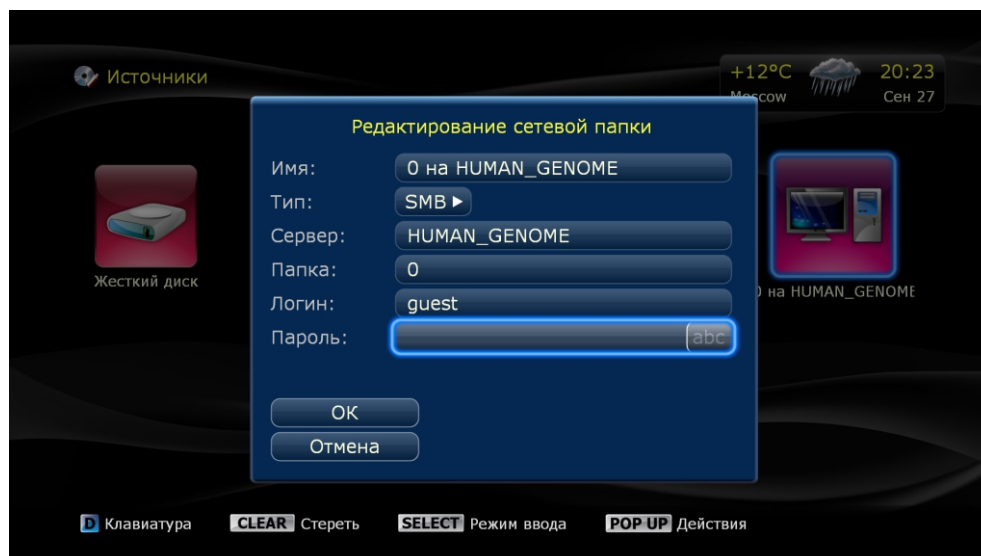 Источники
+12°C 20:23
Moscow Сен 27
Редактирование сетевой папки
Имя: 0 на HUMAN_GENOME
Тип: SMB
Сервер: HUMAN_GENOME
Папка: 0
Логин: guest
Пароль: abc
Жесткий диск
0 на HUMAN_GENOME
ОК
Отмена
D Клавиатура CLEAR Стереть SELECT Режим ввода POP UP Действия